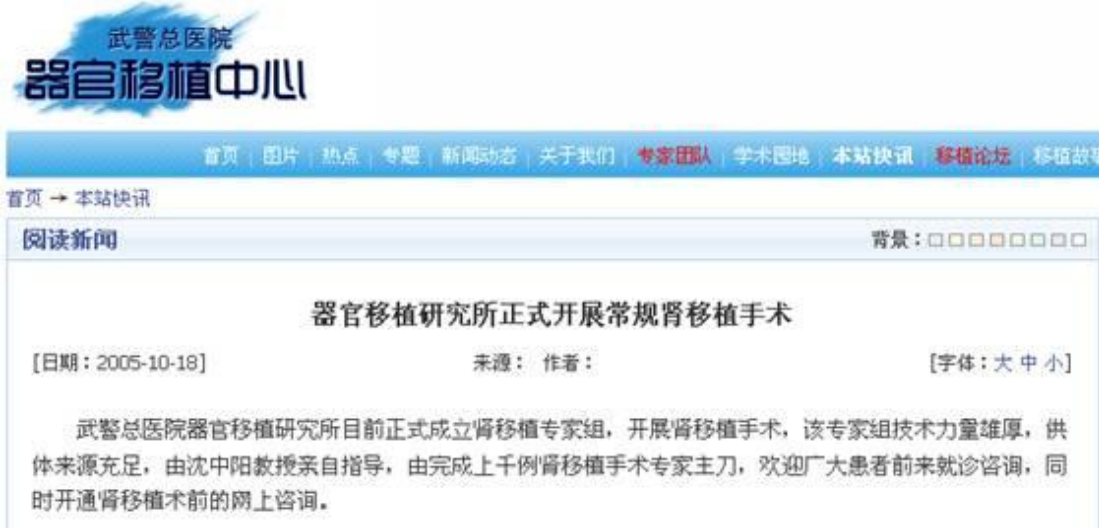 武警总医院
器官移植中心
首页 | 图片 | 热点 | 专题 | 新闻动态 | 关于我们 | 专家团队 | 学术园地 | 本站快讯 | 移植论坛 | 移植故事
首页 → 本站快讯
阅读新闻 背景：
器官移植研究所正式开展常规肾移植手术
[日期：2005-10-18] 来源： 作者： [字体：大 中 小]
武警总医院器官移植研究所目前正式成立肾移植专家组，开展肾移植手术，该专家组技术力量雄厚，供
体来源充足，由沈中阳教授亲自指导，由完成上千例肾移植手术专家主刀，欢迎广大患者前来就诊咨询，同
时开通肾移植术前的网上咨询。